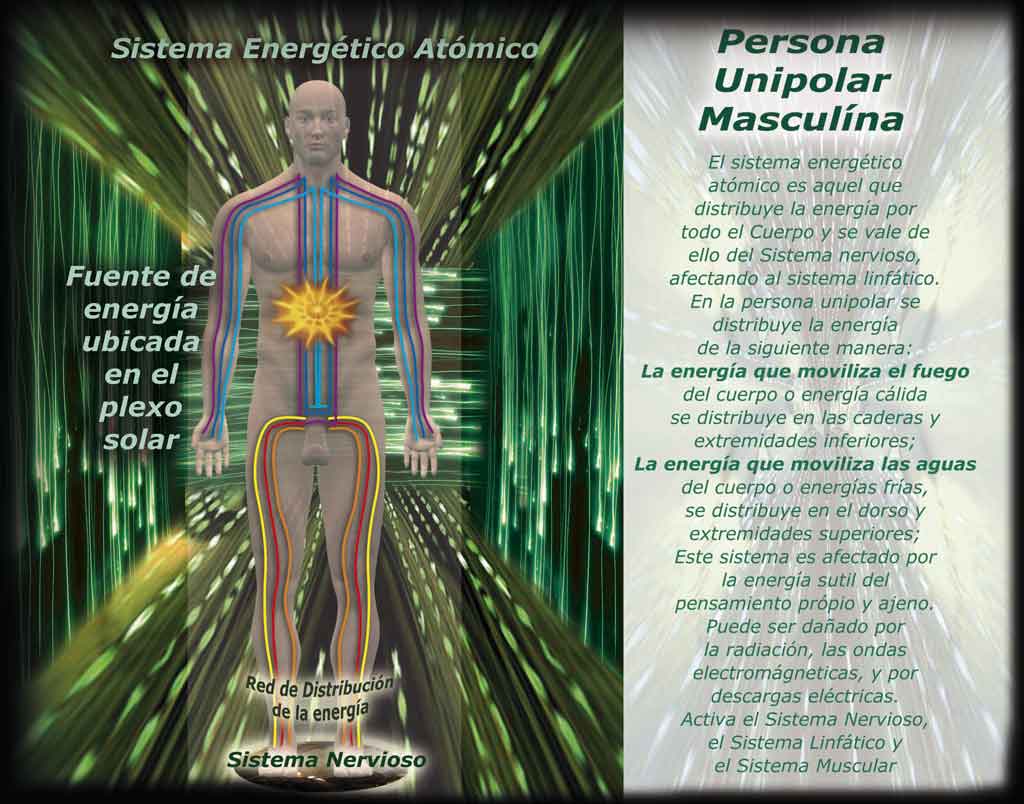 Sistema Energético Atómico
Fuente de
energía
ubicada
en el
plexo
solar
Red de Distribución
de la energía
Sistema Nervioso
Persona
Unipolar
Masculína
El sistema energético
atómico es aquel que
distribuye la energía por
todo el Cuerpo y se vale de
ello del Sistema nervioso,
afectando al sistema linfático.
En la persona unipolar se
distribuye la energía
de la siguiente manera:
La energía que moviliza el fuego
del cuerpo o energía cálida
se distribuye en las caderas y
extremidades inferiores;
La energía que moviliza las aguas
del cuerpo o energías frías,
se distribuye en el dorso y
extremidades superiores;
Este sistema es afectado por
la energía sutil del
pensamiento própio y ajeno.
Puede ser dañado por
la radiación, las ondas
electromágneticas, y por
descargas eléctricas.
Activa el Sistema Nervioso,
el Sistema Linfático y
el Sistema Muscular